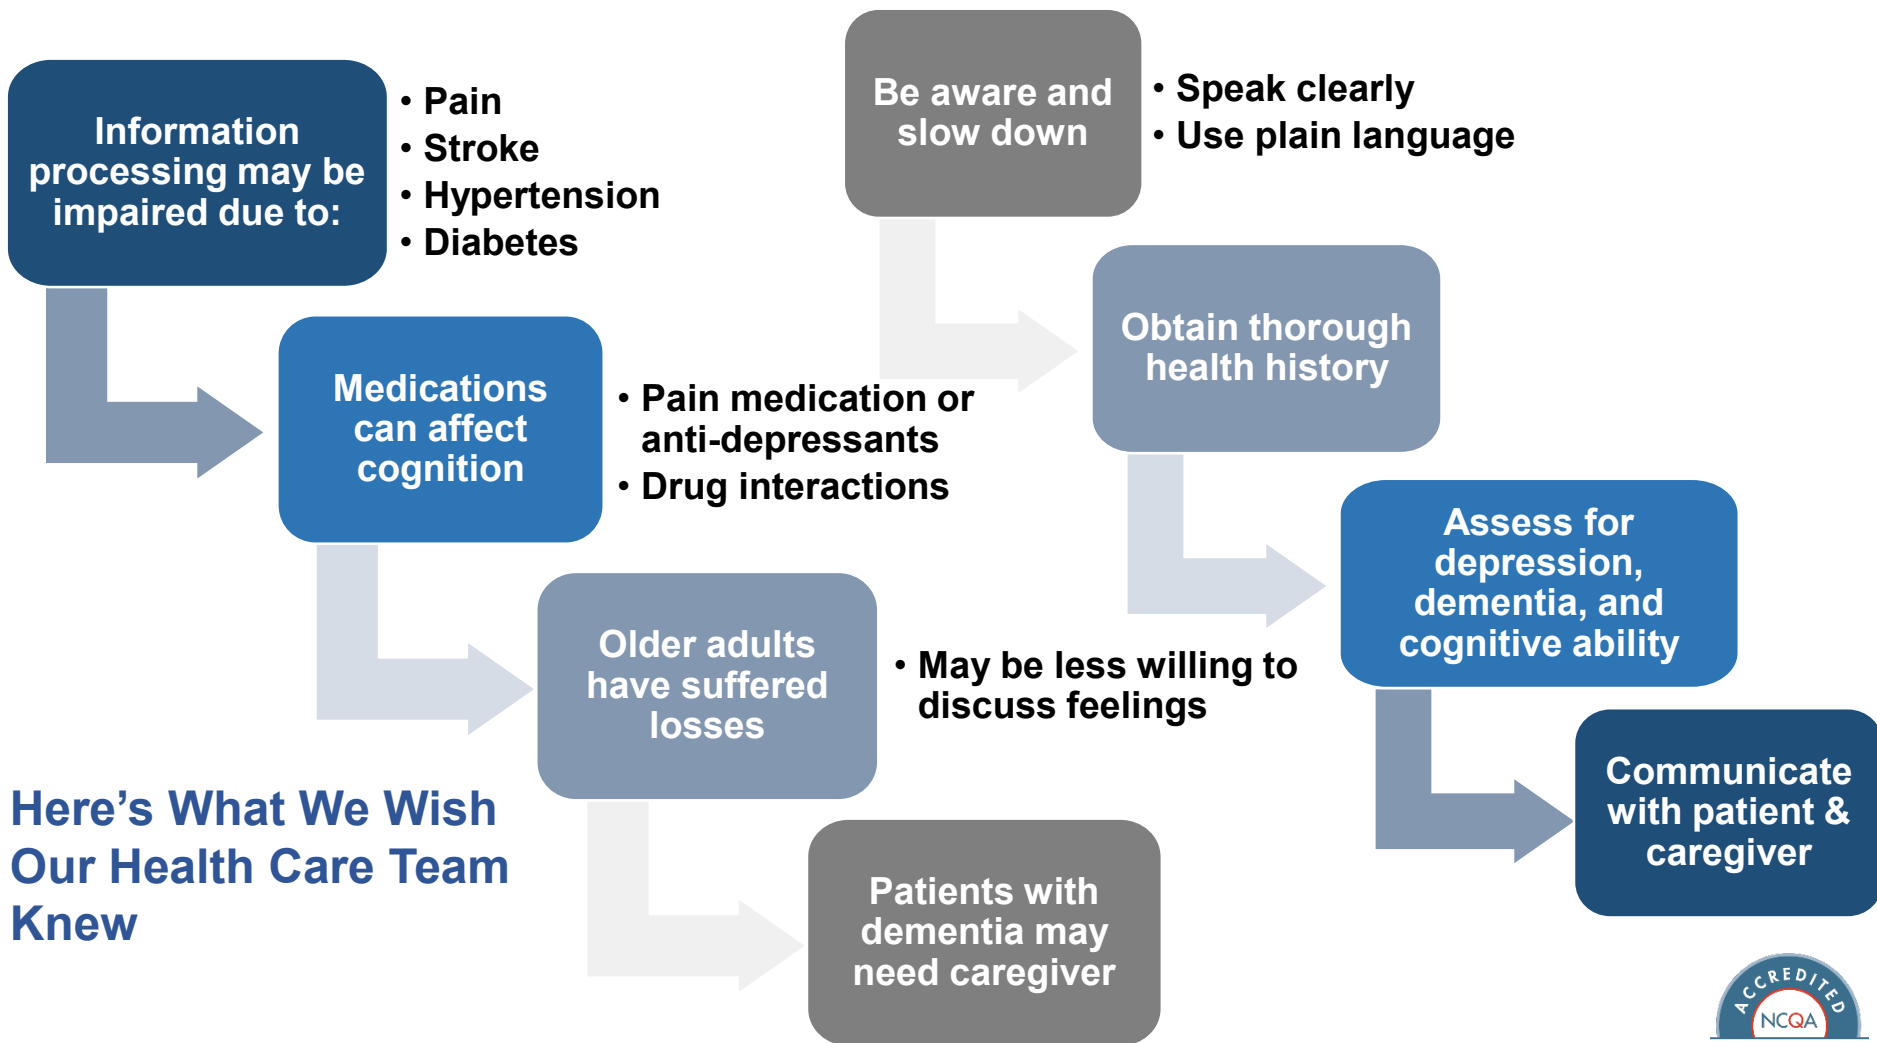 Information
processing may be
impaired due to:
• Pain
• Stroke
• Hypertension
• Diabetes
Medications
can affect
cognition
• Pain medication or
anti-depressants
• Drug interactions
Older adults
have suffered
losses
• May be less willing to
discuss feelings
Patients with
dementia may
need caregiver
Be aware and
slow down
• Speak clearly
• Use plain language
Obtain thorough
health history
Assess for
depression,
dementia, and
cognitive ability
Communicate
with patient &
caregiver
Here’s What We Wish
Our Health Care Team
Knew
ACCREDITED
NCQA